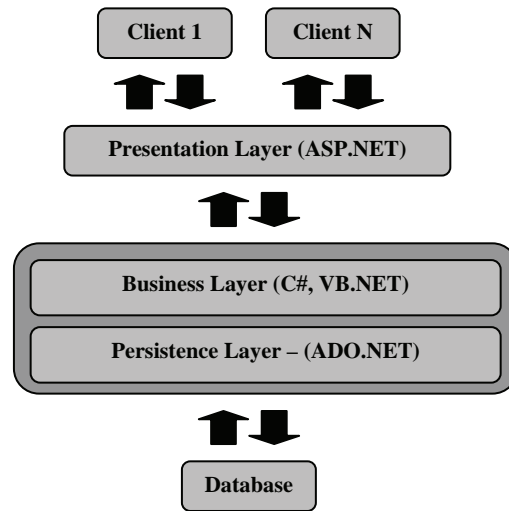 Client 1
Client N
Presentation Layer (ASP.NET)
Business Layer (C#, VB.NET)
Persistence Layer – (ADO.NET)
Database